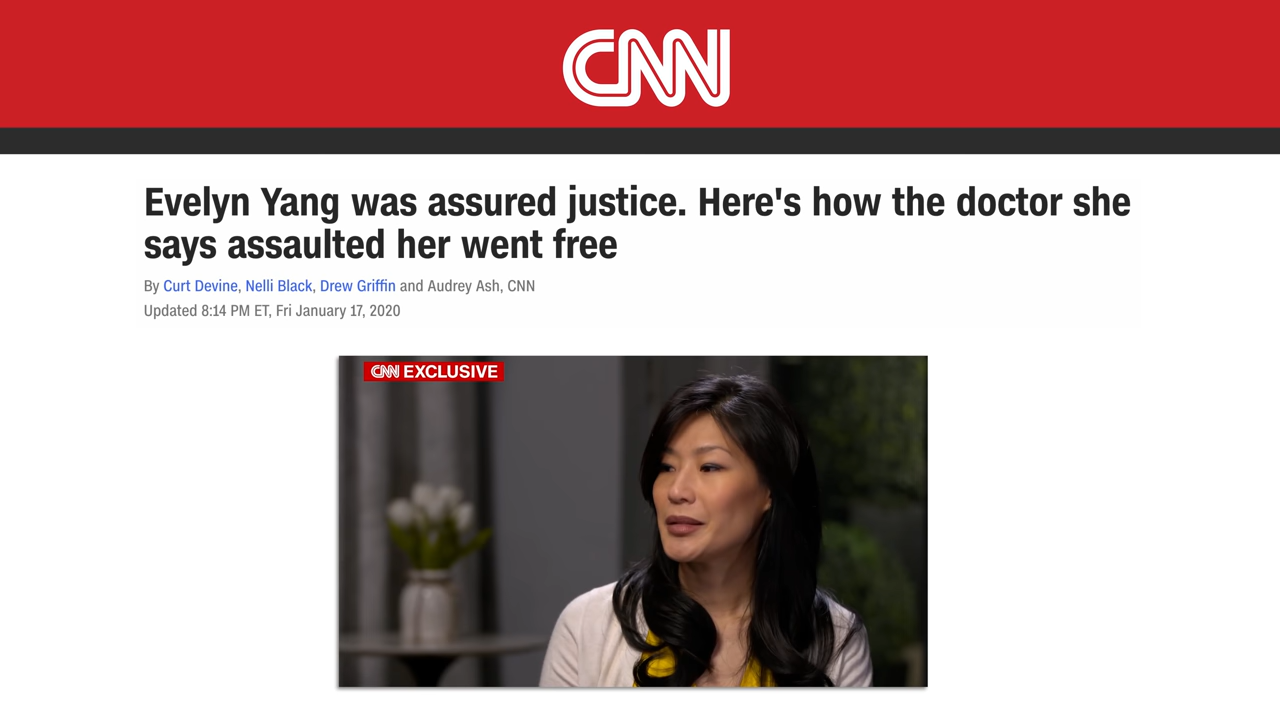 CNN
Evelyn Yang was assured justice. Here's how the doctor she
says assaulted her went free
By Curt Devine, Nelli Black, Drew Griffin and Audrey Ash, CNN
Updated 8:14 PM ET, Fri January 17, 2020
CNN EXCLUSIVE